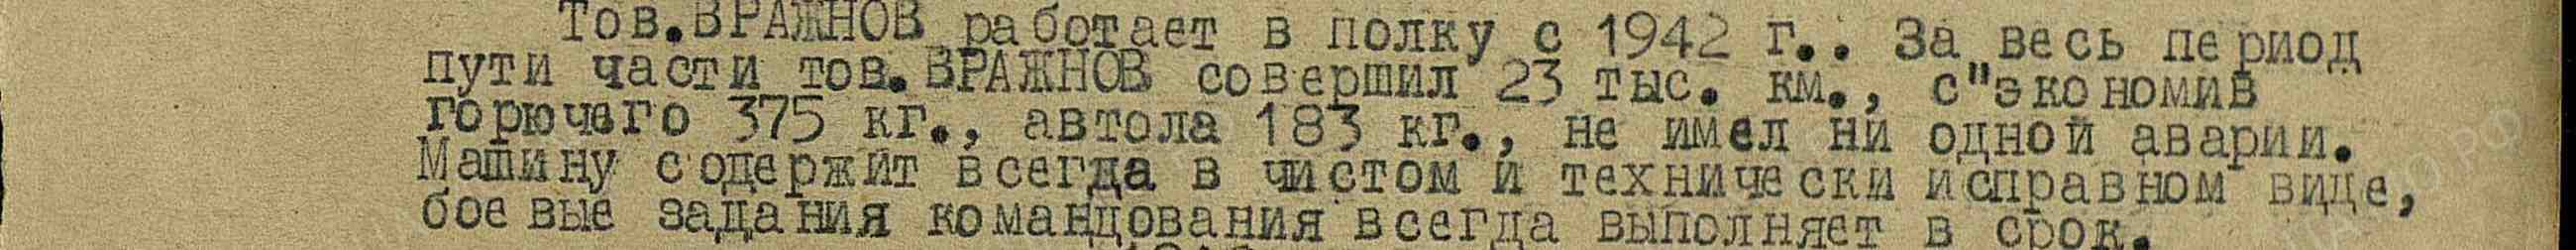 Тов.ВРАЖНОВ работает в полку с 1942 г.. За весь период
пути части тов.ВРАЖНОВ совершил 23 тыс. км., с"экономив
горючего 375 кг., автола 183 кг., не имел ни одной аварии.
Машину содержит всегда в чистом и технически исправном виде,
боевые задания командования всегда выполняет в срок.